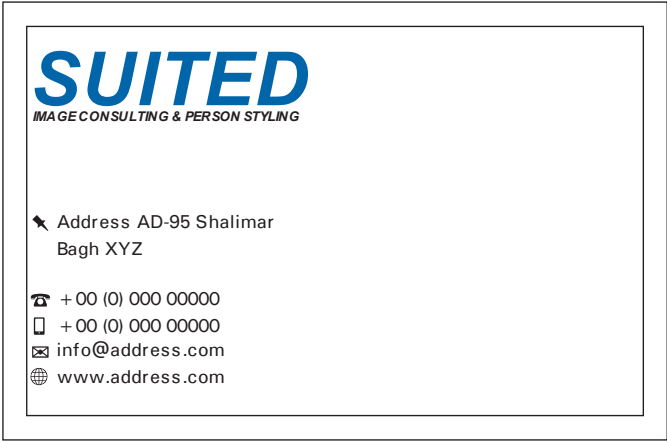 SUITED
IMAGE CONSULTING & PERSON STYLING
Address AD-95 Shalimar
Bagh XYZ
+00 (0) 000 00000
+00 (0) 000 00000
info@address.com
www.address.com